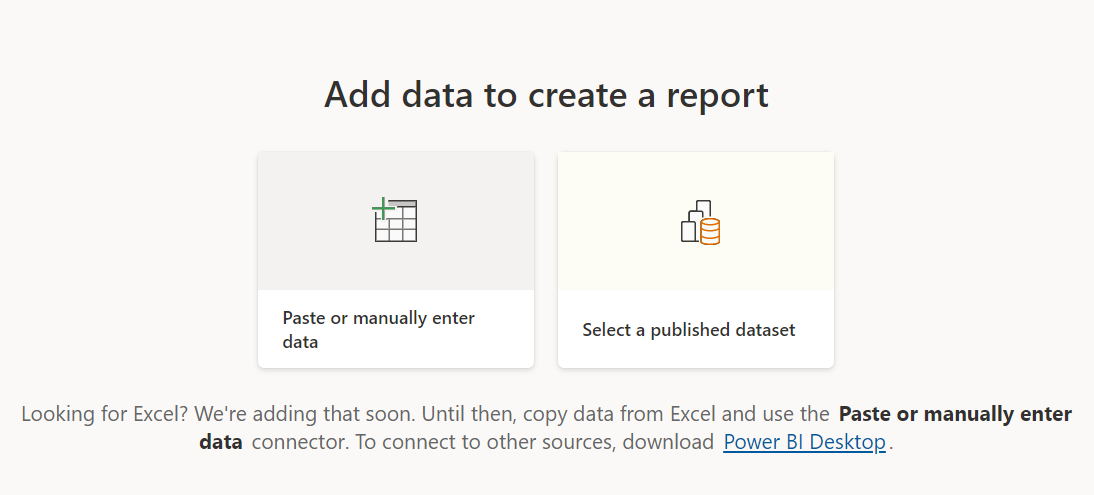 Add data to create a report
Paste or manually enter
data
Select a published dataset
Looking for Excel? We're adding that soon. Until then, copy data from Excel and use the Paste or manually enter
data connector. To connect to other sources, download Power BI Desktop.